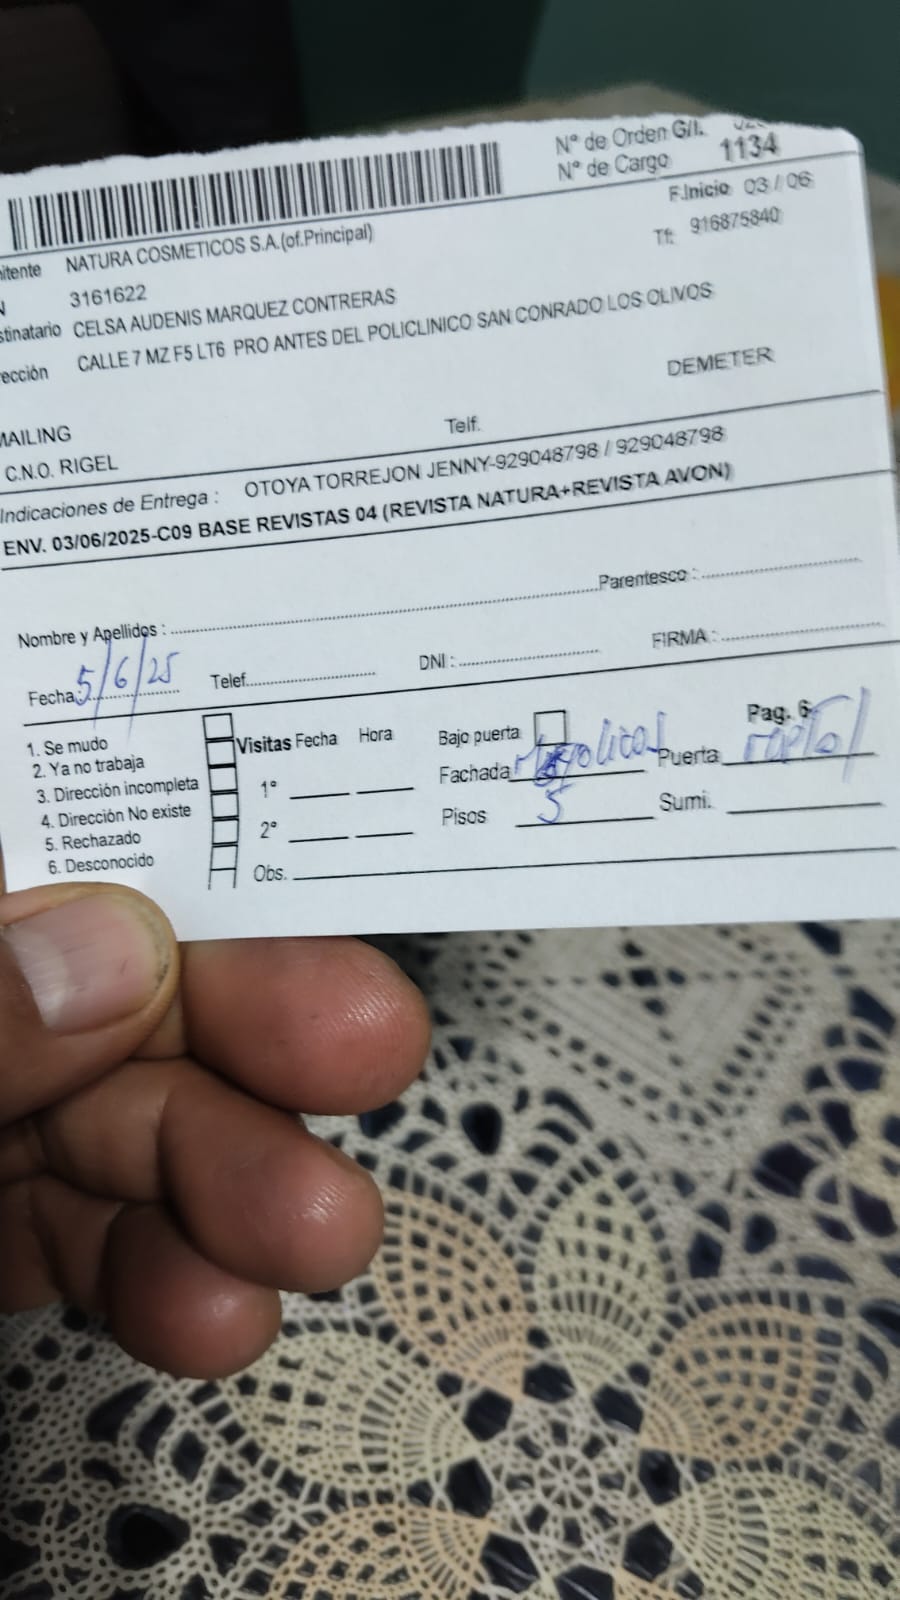 Nº de Orden G/I.
Nº de Cargo 1134
F.Inicio 03/06
Tf: 916875840
itente NATURA COSMETICOS S.A.(of.Principal)
3161622
stinatario CELSA AUDENIS MARQUEZ CONTRERAS
ección CALLE 7 MZ F5 LT6 PRO ANTES DEL POLICLINICO SAN CONRADO LOS OLIVOS
DEMETER
MAILING Telf.
C.N.O. RIGEL
Indicaciones de Entrega : OTOYA TORREJON JENNY-929048798 / 929048798
ENV. 03/06/2025-C09 BASE REVISTAS 04 (REVISTA NATURA+REVISTA AVON)
Nombre y Apellidos : Parentesco :
Fecha: 5/6/25 Telef. DNI : FIRMA :
1. Se mudo
2. Ya no trabaja
3. Dirección incompleta
4. Dirección No existe
5. Rechazado
6. Desconocido
Visitas Fecha Hora
1°
2°
Obs.
Bajo puerta Pag. 6
Fachada Puerta
Pisos 5 Sumi.